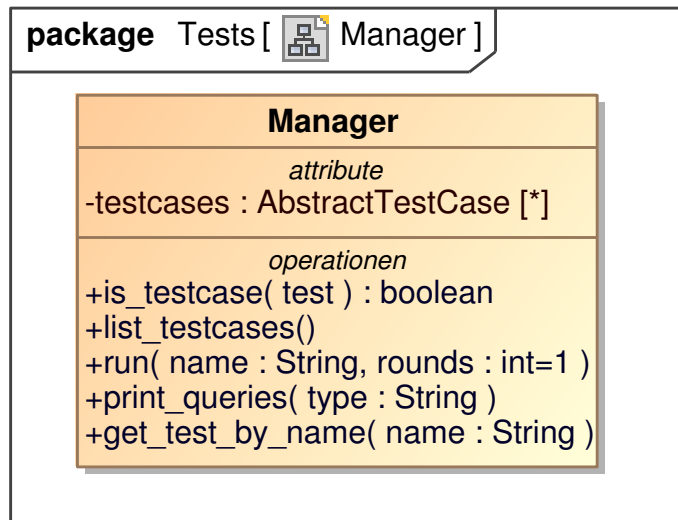 package Tests [ Manager ]
Manager
attribute
-testcases : AbstractTestCase [*]
operationen
+is_testcase( test ) : boolean
+list_testcases()
+run( name : String, rounds : int=1 )
+print_queries( type : String )
+get_test_by_name( name : String )